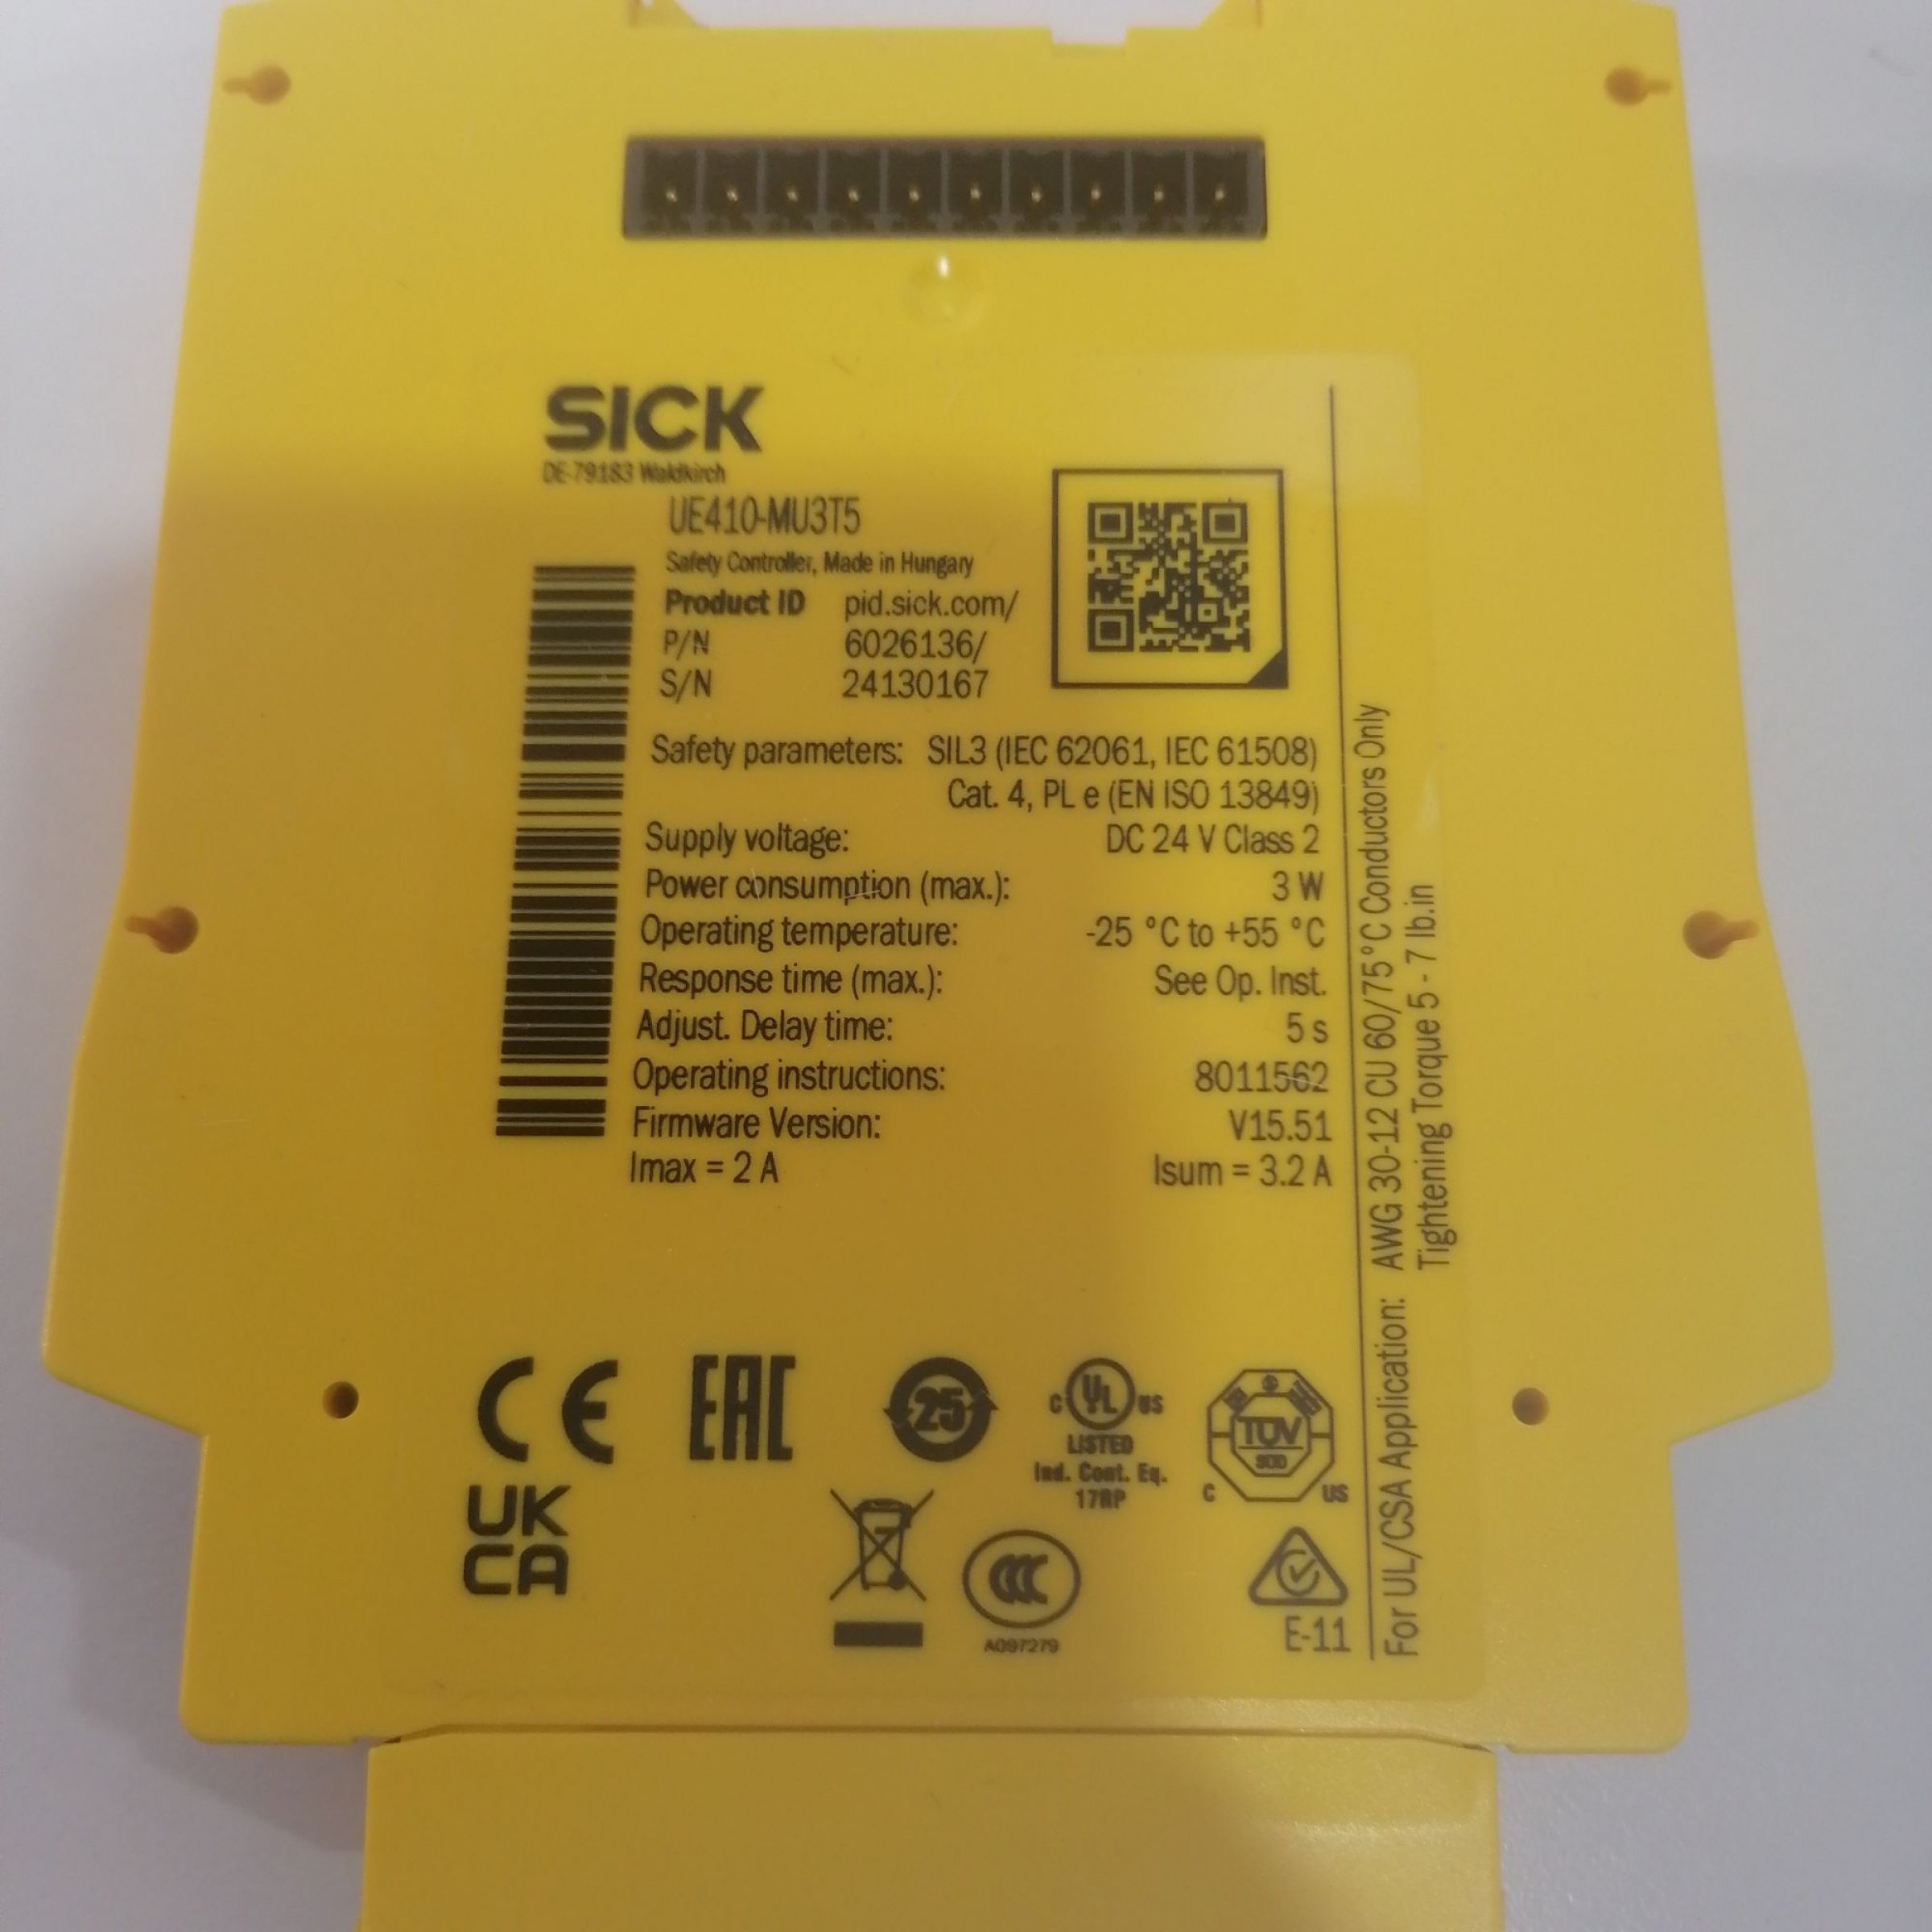 SICK
DE-79183 Waldkirch
UE410-MU3T5
Safety Controller, Made in Hungary
Product ID pid.sick.com/
P/N 6026136/
S/N 24130167
Safety parameters: SIL3 (IEC 62061, IEC 61508)
Cat. 4, PL e (EN ISO 13849)
Supply voltage: DC 24 V Class 2
Power consumption (max.): 3 W
Operating temperature: -25 °C to +55 °C
Response time (max.): See Op. Inst.
Adjust. Delay time: 5 s
Operating instructions: 8011562
Firmware Version: V15.51
Imax = 2 A Isum = 3.2 A
For UL/CSA Application: AWG 30-12 CU 60/75°C Conductors Only
Tightening Torque 5 - 7 lb.in
CE EAC 25 C UL US
LISTED
Ind. Cont. Eq.
17RP
TÜV
SÜD
C US
UK
CA
CCC
A097279
E-11